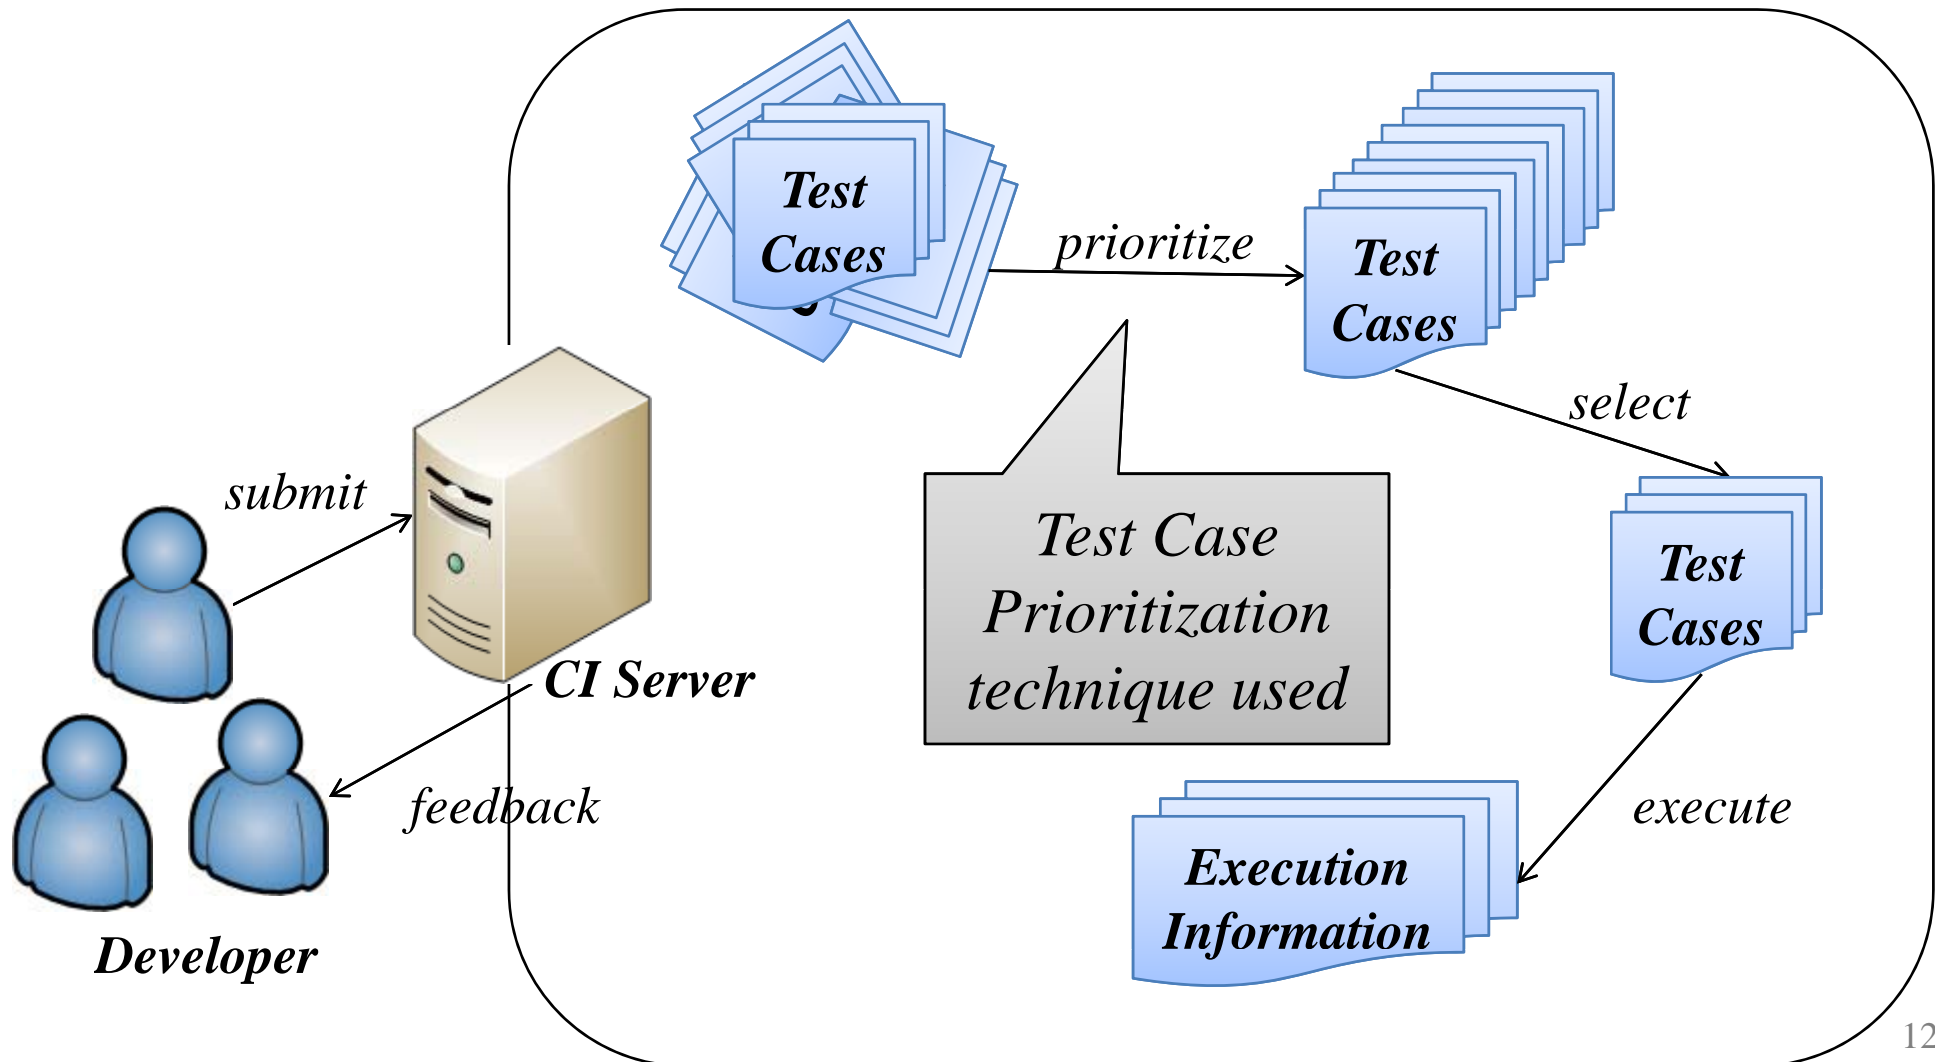 Test
Cases
prioritize
Test
Cases
select
submit
Test Case
Prioritization
technique used
Test
Cases
CI Server
feedback
execute
Execution
Information
Developer
12